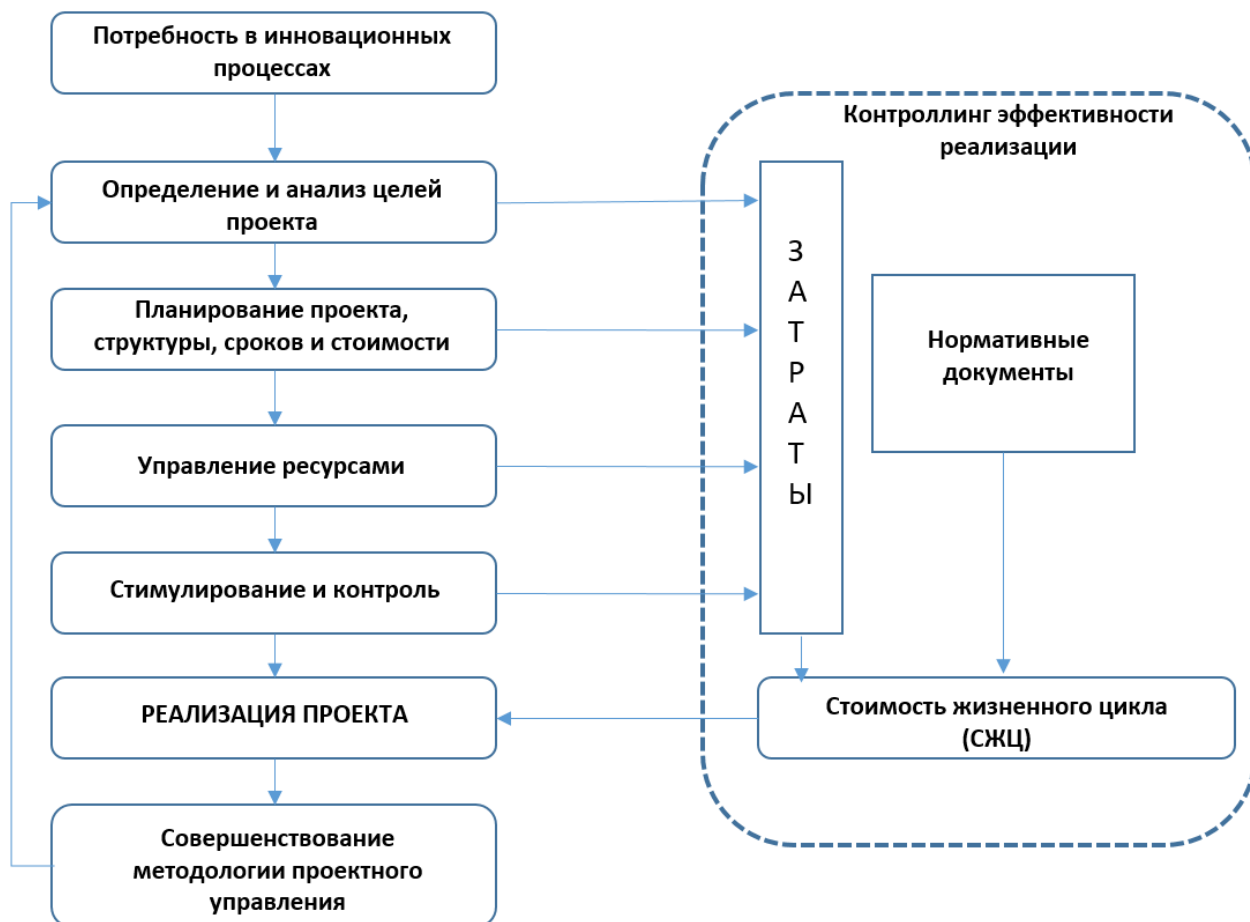 Потребность в инновационных
процессах
Контроллинг эффективности
реализации
Определение и анализ целей
проекта
Планирование проекта,
структуры, сроков и стоимости
Управление ресурсами
Стимулирование и контроль
РЕАЛИЗАЦИЯ ПРОЕКТА
Совершенствование
методологии проектного
управления
З
А
Т
Р
А
Т
Ы
Нормативные
документы
Стоимость жизненного цикла
(СЖЦ)